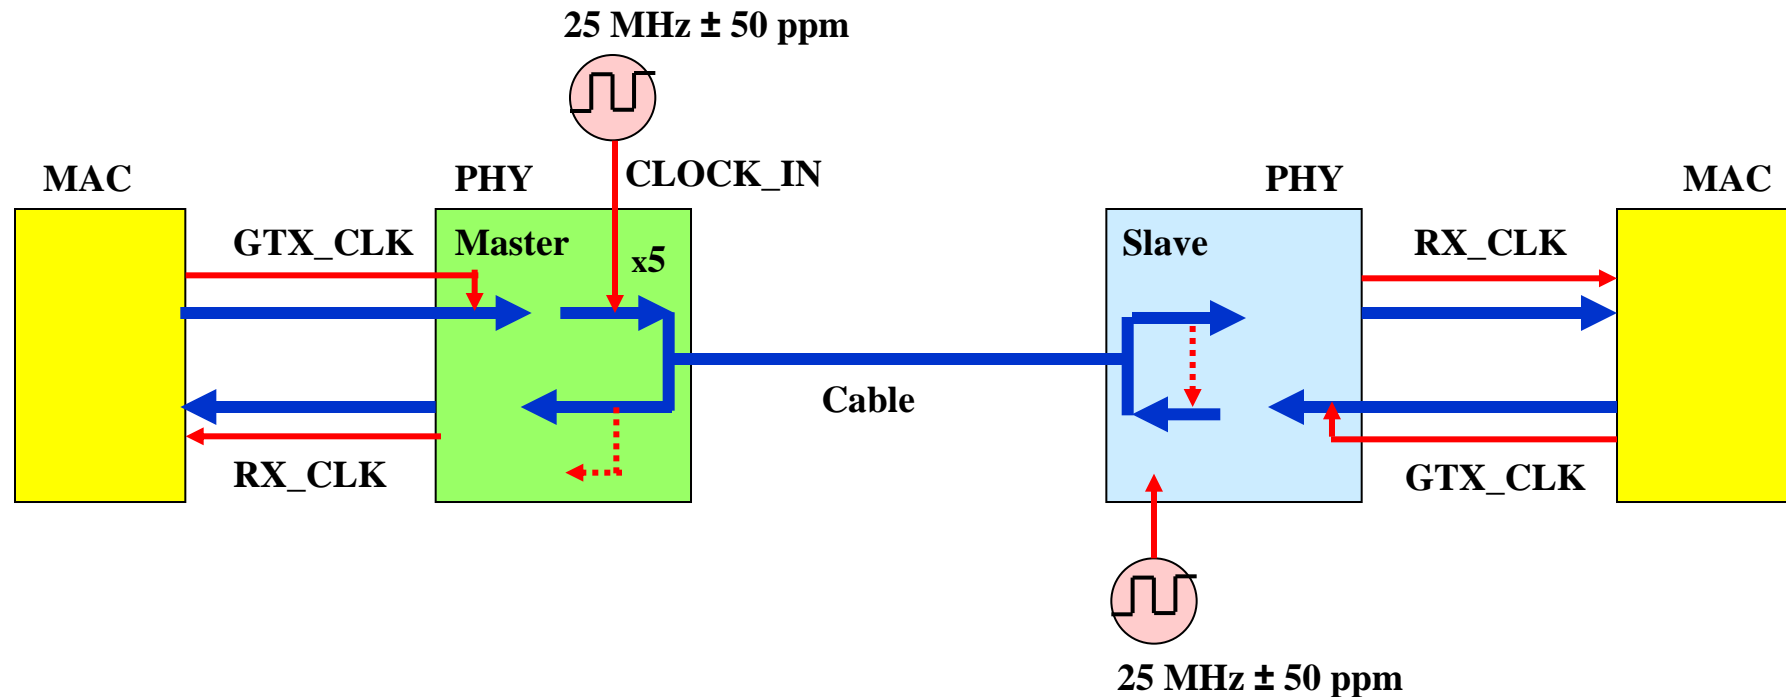 25 MHz ± 50 ppm
MAC
PHY
CLOCK_IN
PHY
MAC
GTX_CLK
Master
x5
Slave
RX_CLK
Cable
RX_CLK
GTX_CLK
25 MHz ± 50 ppm